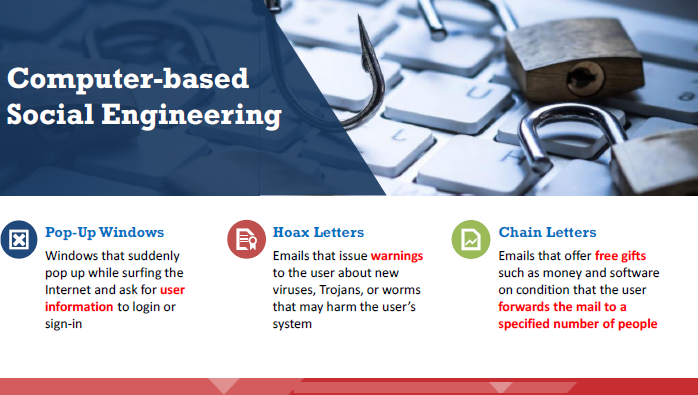 Computer-based
Social Engineering
Pop-Up Windows
Windows that suddenly
pop up while surfing the
Internet and ask for user
information to login or
sign-in
Hoax Letters
Emails that issue warnings
to the user about new
viruses, Trojans, or worms
that may harm the user's
system
Chain Letters
Emails that offer free gifts
such as money and software
on condition that the user
forwards the mail to a
specified number of people